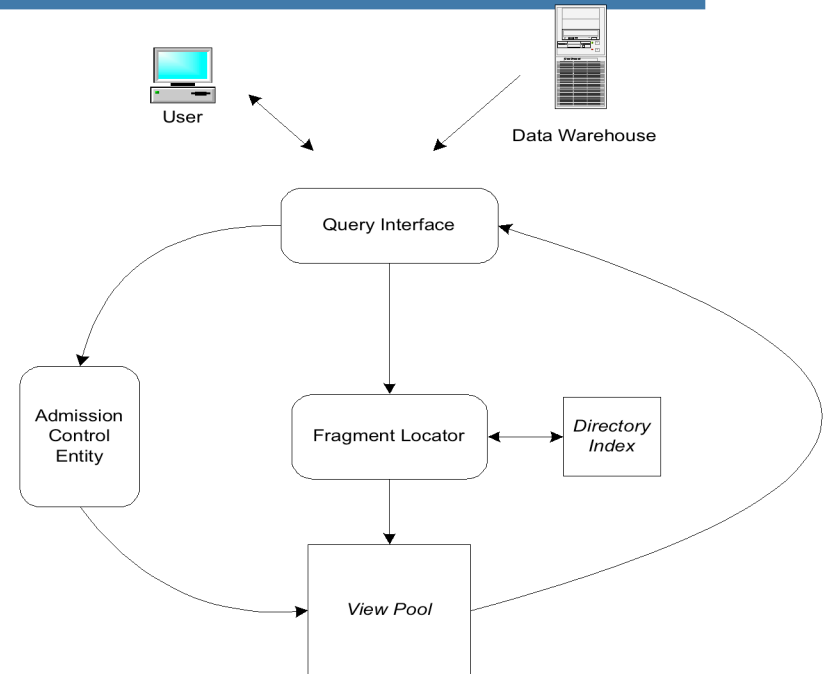 User
Data Warehouse
Query Interface
Admission
Control
Entity
Fragment Locator
Directory
Index
View Pool